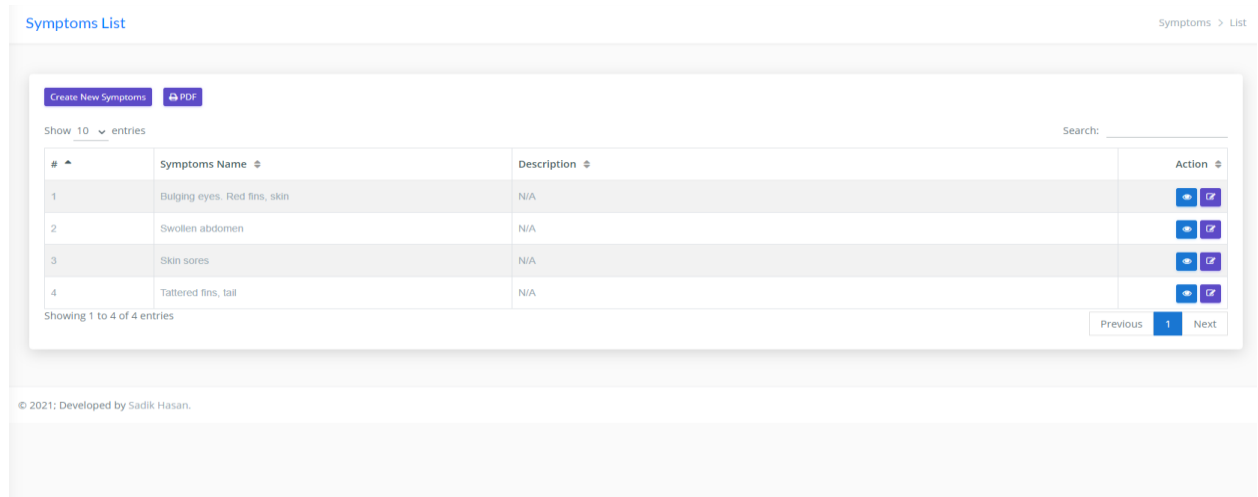 Symptoms List
Symptoms > List
Create New Symptoms
PDF
Show 10 entries
Search:
# Symptoms Name Description Action
1 Bulging eyes. Red fins, skin N/A
2 Swollen abdomen N/A
3 Skin sores N/A
4 Tattered fins, tail N/A
Showing 1 to 4 of 4 entries
Previous 1 Next
© 2021; Developed by Sadik Hasan.